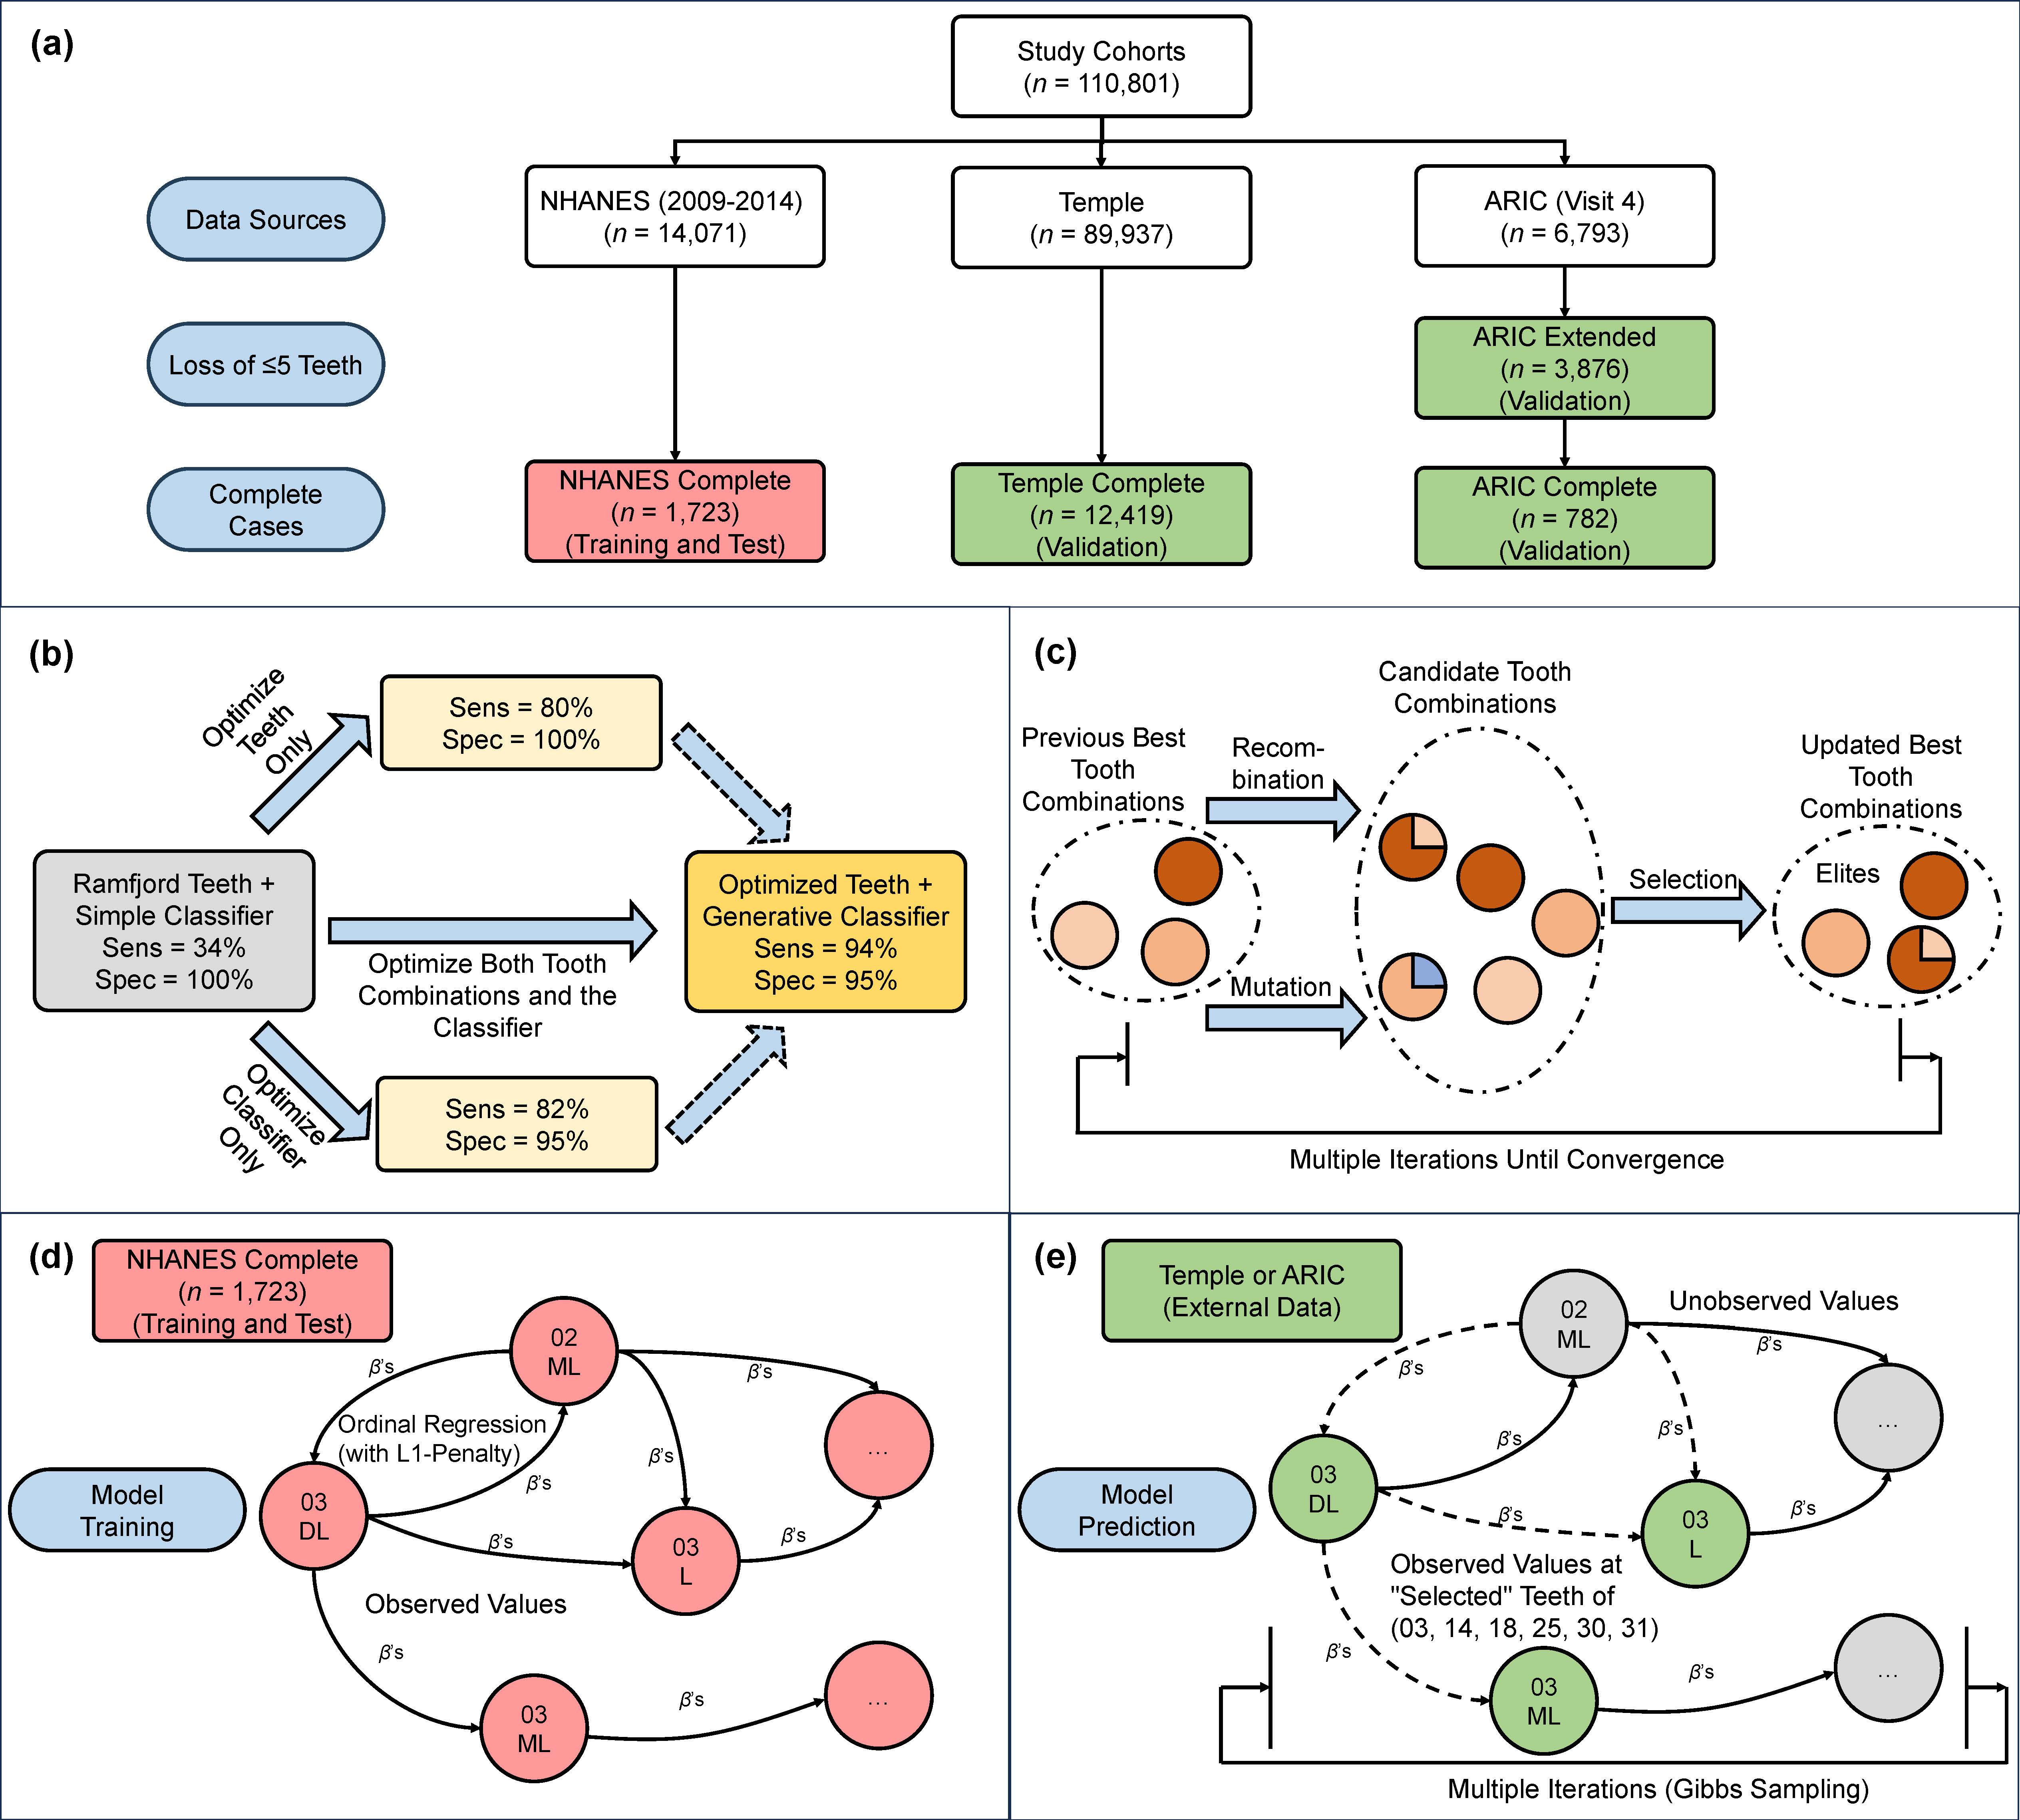 (a)
Study Cohorts
(n = 110,801)
Data Sources
NHANES (2009-2014)
(n = 14,071)
Temple
(n = 89,937)
ARIC (Visit 4)
(n = 6,793)
Loss of ≤5 Teeth
ARIC Extended
(n = 3,876)
(Validation)
Complete
Cases
NHANES Complete
(n = 1,723)
(Training and Test)
Temple Complete
(n = 12,419)
(Validation)
ARIC Complete
(n = 782)
(Validation)
(b)
Optimize
Teeth
Only
Sens = 80%
Spec = 100%
Ramfjord Teeth +
Simple Classifier
Sens = 34%
Spec = 100%
Optimize Both Tooth
Combinations and the
Classifier
Optimized Teeth +
Generative Classifier
Sens = 94%
Spec = 95%
Optimize
Classifier
Only
Sens = 82%
Spec = 95%
(c)
Previous Best
Tooth
Combinations
Recom-
bination
Mutation
Candidate Tooth
Combinations
Selection
Updated Best
Tooth
Combinations
Elites
Multiple Iterations Until Convergence
(d)
NHANES Complete
(n = 1,723)
(Training and Test)
02
ML
β's
β's
Ordinal Regression
(with L1-Penalty)
β's
β's
...
Model
Training
03
DL
β's
03
L
β's
Observed Values
β's
03
ML
β's
...
(e)
Temple or ARIC
(External Data)
02
ML
Unobserved Values
β's
β's
β's
β's
...
Model
Prediction
03
DL
β's
03
L
β's
Observed Values at
"Selected" Teeth of
(03, 14, 18, 25, 30, 31)
β's
03
ML
β's
...
Multiple Iterations (Gibbs Sampling)